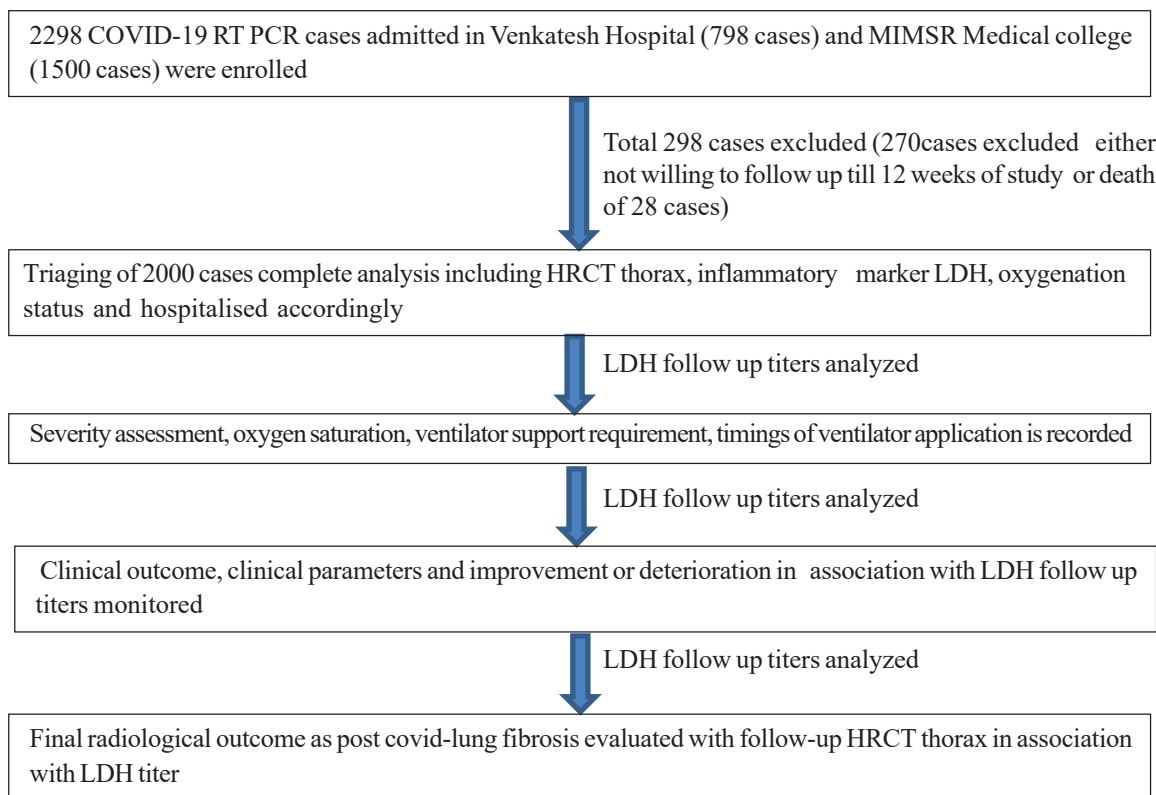 2298 COVID-19 RT PCR cases admitted in Venkatesh Hospital (798 cases) and MIMSR Medical college
(1500 cases) were enrolled
Total 298 cases excluded (270cases excluded either
not willing to follow up till 12 weeks of study or death
of 28 cases)
Triaging of 2000 cases complete analysis including HRCT thorax, inflammatory marker LDH, oxygenation
status and hospitalised accordingly
LDH follow up titers analyzed
Severity assessment, oxygen saturation, ventilator support requirement, timings of ventilator application is recorded
LDH follow up titers analyzed
Clinical outcome, clinical parameters and improvement or deterioration in association with LDH follow up
titers monitored
LDH follow up titers analyzed
Final radiological outcome as post covid-lung fibrosis evaluated with follow-up HRCT thorax in association
with LDH titer